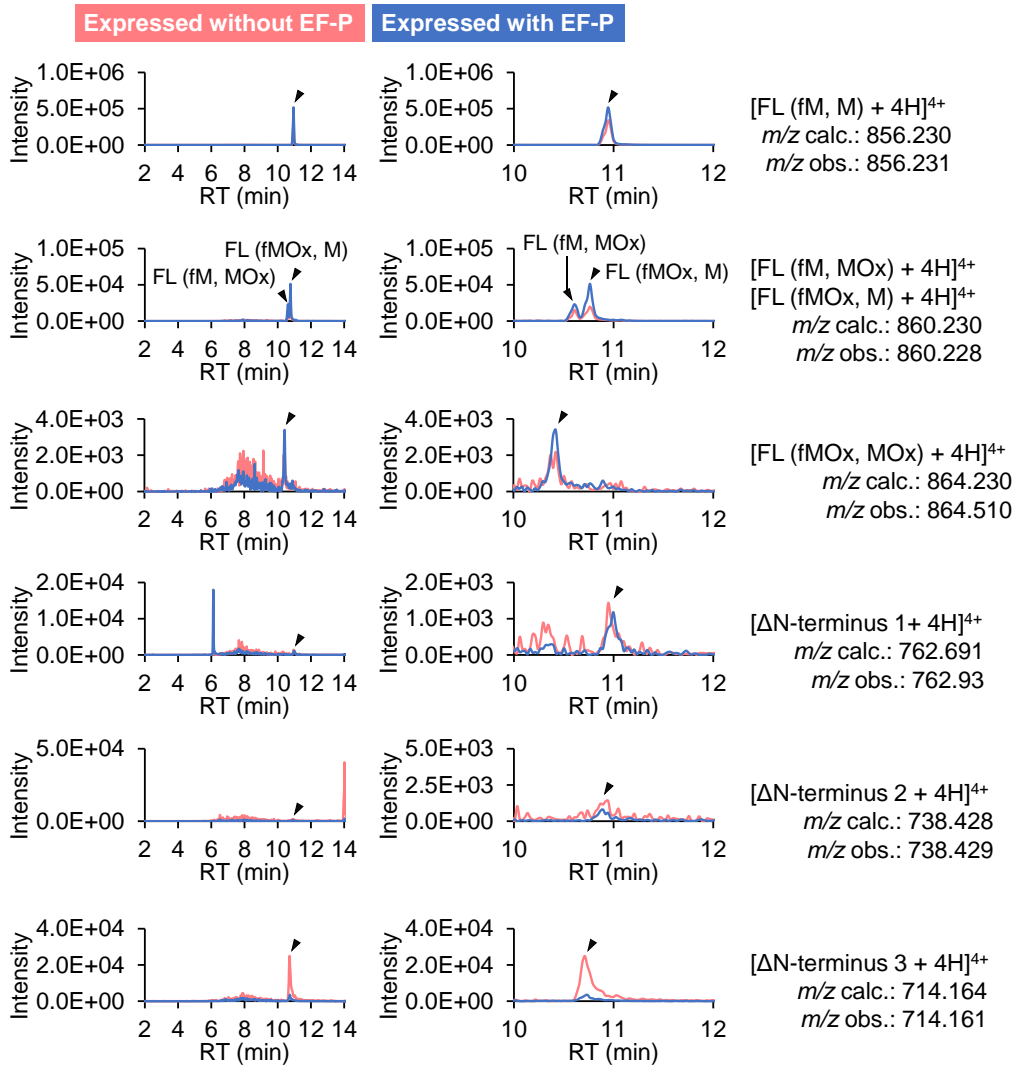 Expressed without EF-P
Expressed with EF-P
Intensity
1.0E+06
5.0E+05
0.0E+00
2 4 6 8 10 12 14
RT (min)
Intensity
1.0E+06
5.0E+05
0.0E+00
10 11 12
RT (min)
[FL (fM, M) + 4H]⁴⁺
m/z calc.: 856.230
m/z obs.: 856.231
Intensity
1.0E+05
5.0E+04
0.0E+00
FL (fMOx, M)
FL (fM, MOx)
2 4 6 8 10 12 14
RT (min)
Intensity
1.0E+05
5.0E+04
0.0E+00
FL (fM, MOx)
FL (fMOx, M)
10 11 12
RT (min)
[FL (fM, MOx) + 4H]⁴⁺
[FL (fMOx, M) + 4H]⁴⁺
m/z calc.: 860.230
m/z obs.: 860.228
Intensity
4.0E+03
2.0E+03
0.0E+00
2 4 6 8 10 12 14
RT (min)
Intensity
4.0E+03
2.0E+03
0.0E+00
10 11 12
RT (min)
[FL (fMOx, MOx) + 4H]⁴⁺
m/z calc.: 864.230
m/z obs.: 864.510
Intensity
2.0E+04
1.0E+04
0.0E+00
2 4 6 8 10 12 14
RT (min)
Intensity
2.0E+03
1.0E+03
0.0E+00
10 11 12
RT (min)
[ΔN-terminus 1+ 4H]⁴⁺
m/z calc.: 762.691
m/z obs.: 762.93
Intensity
5.0E+04
0.0E+00
2 4 6 8 10 12 14
RT (min)
Intensity
5.0E+03
2.5E+03
0.0E+00
10 11 12
RT (min)
[ΔN-terminus 2 + 4H]⁴⁺
m/z calc.: 738.428
m/z obs.: 738.429
Intensity
4.0E+04
2.0E+04
0.0E+00
2 4 6 8 10 12 14
RT (min)
Intensity
4.0E+04
2.0E+04
0.0E+00
10 11 12
RT (min)
[ΔN-terminus 3 + 4H]⁴⁺
m/z calc.: 714.164
m/z obs.: 714.161